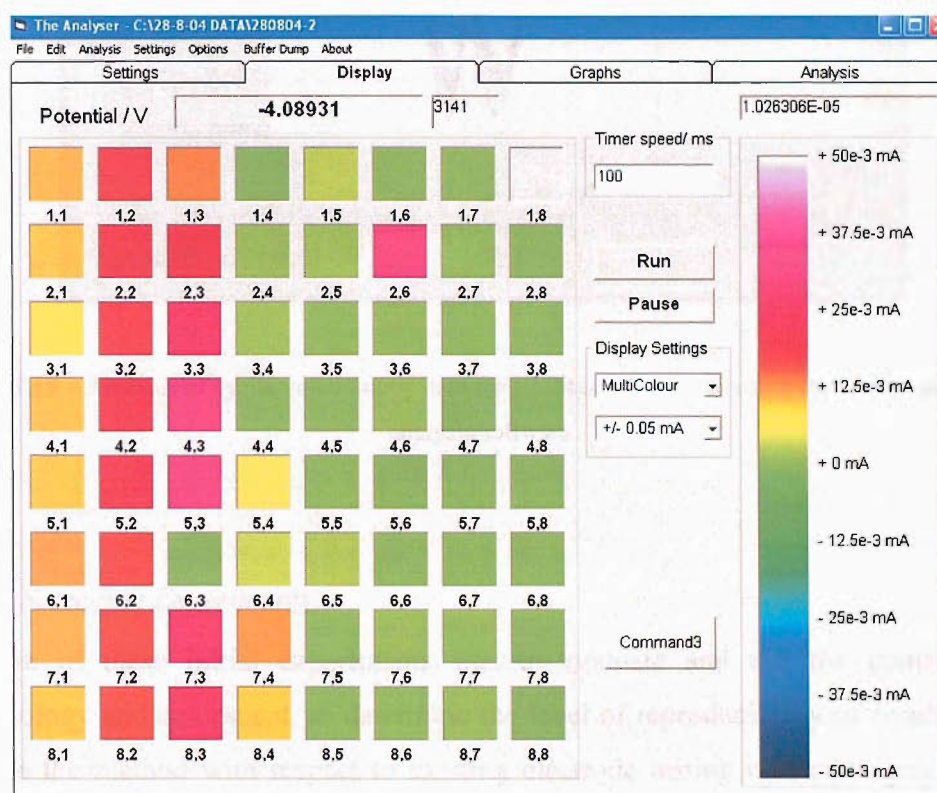 The Analyser - C:\28-8-04 DATA\280804-2
File Edit Analysis Settings Options Buffer Dump About
Settings Display Graphs Analysis
Potential / V -4.08931 3141 1.026306E-05
Timer speed/ ms
100
Run
Pause
Display Settings
MultiColour
+/- 0.05 mA
Command3
1,1 1,2 1,3 1,4 1,5 1,6 1,7 1,8
2,1 2,2 2,3 2,4 2,5 2,6 2,7 2,8
3,1 3,2 3,3 3,4 3,5 3,6 3,7 3,8
4,1 4,2 4,3 4,4 4,5 4,6 4,7 4,8
5,1 5,2 5,3 5,4 5,5 5,6 5,7 5,8
6,1 6,2 6,3 6,4 6,5 6,6 6,7 6,8
7,1 7,2 7,3 7,4 7,5 7,6 7,7 7,8
8,1 8,2 8,3 8,4 8,5 8,6 8,7 8,8
+ 50e-3 mA
+ 37.5e-3 mA
+ 25e-3 mA
+ 12.5e-3 mA
+ 0 mA
- 12.5e-3 mA
- 25e-3 mA
- 37.5e-3 mA
- 50e-3 mA